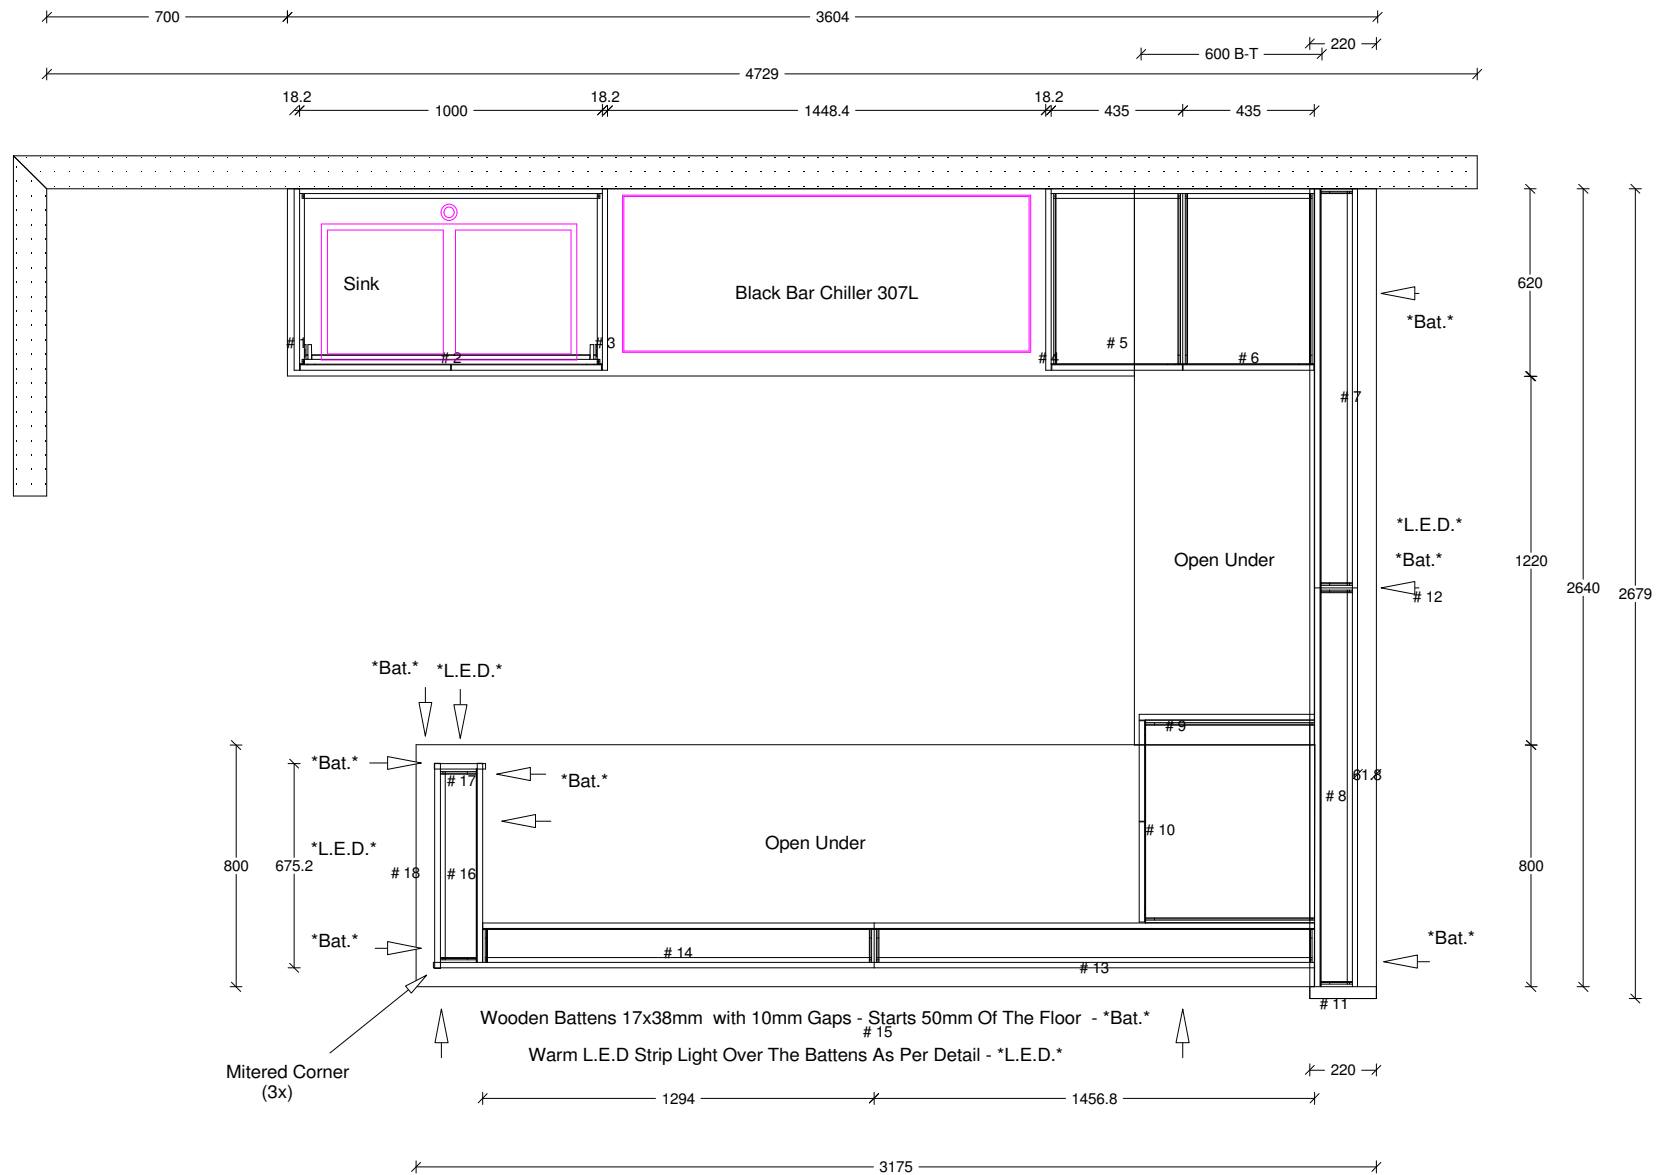 700
3604
220
600 B-T
4729
18.2
1000
18.2
1448.4
18.2
435
435
Sink
Black Bar Chiller 307L
# 1
# 2
# 3
# 4
# 5
# 6
# 7
620
*Bat.*
*L.E.D.*
*Bat.*
# 12
Open Under
1220
2640
2679
*Bat.*
*L.E.D.*
*Bat.*
# 17
*Bat.*
# 9
# 10
# 8
61.8
Open Under
*L.E.D.*
# 18
# 16
800
675.2
800
*Bat.*
# 14
# 13
*Bat.*
# 11
Wooden Battens 17x38mm with 10mm Gaps - Starts 50mm Of The Floor - *Bat.*
# 15
Warm L.E.D Strip Light Over The Battens As Per Detail - *L.E.D.*
Mitered Corner
(3x)
220
1294
1456.8
3175